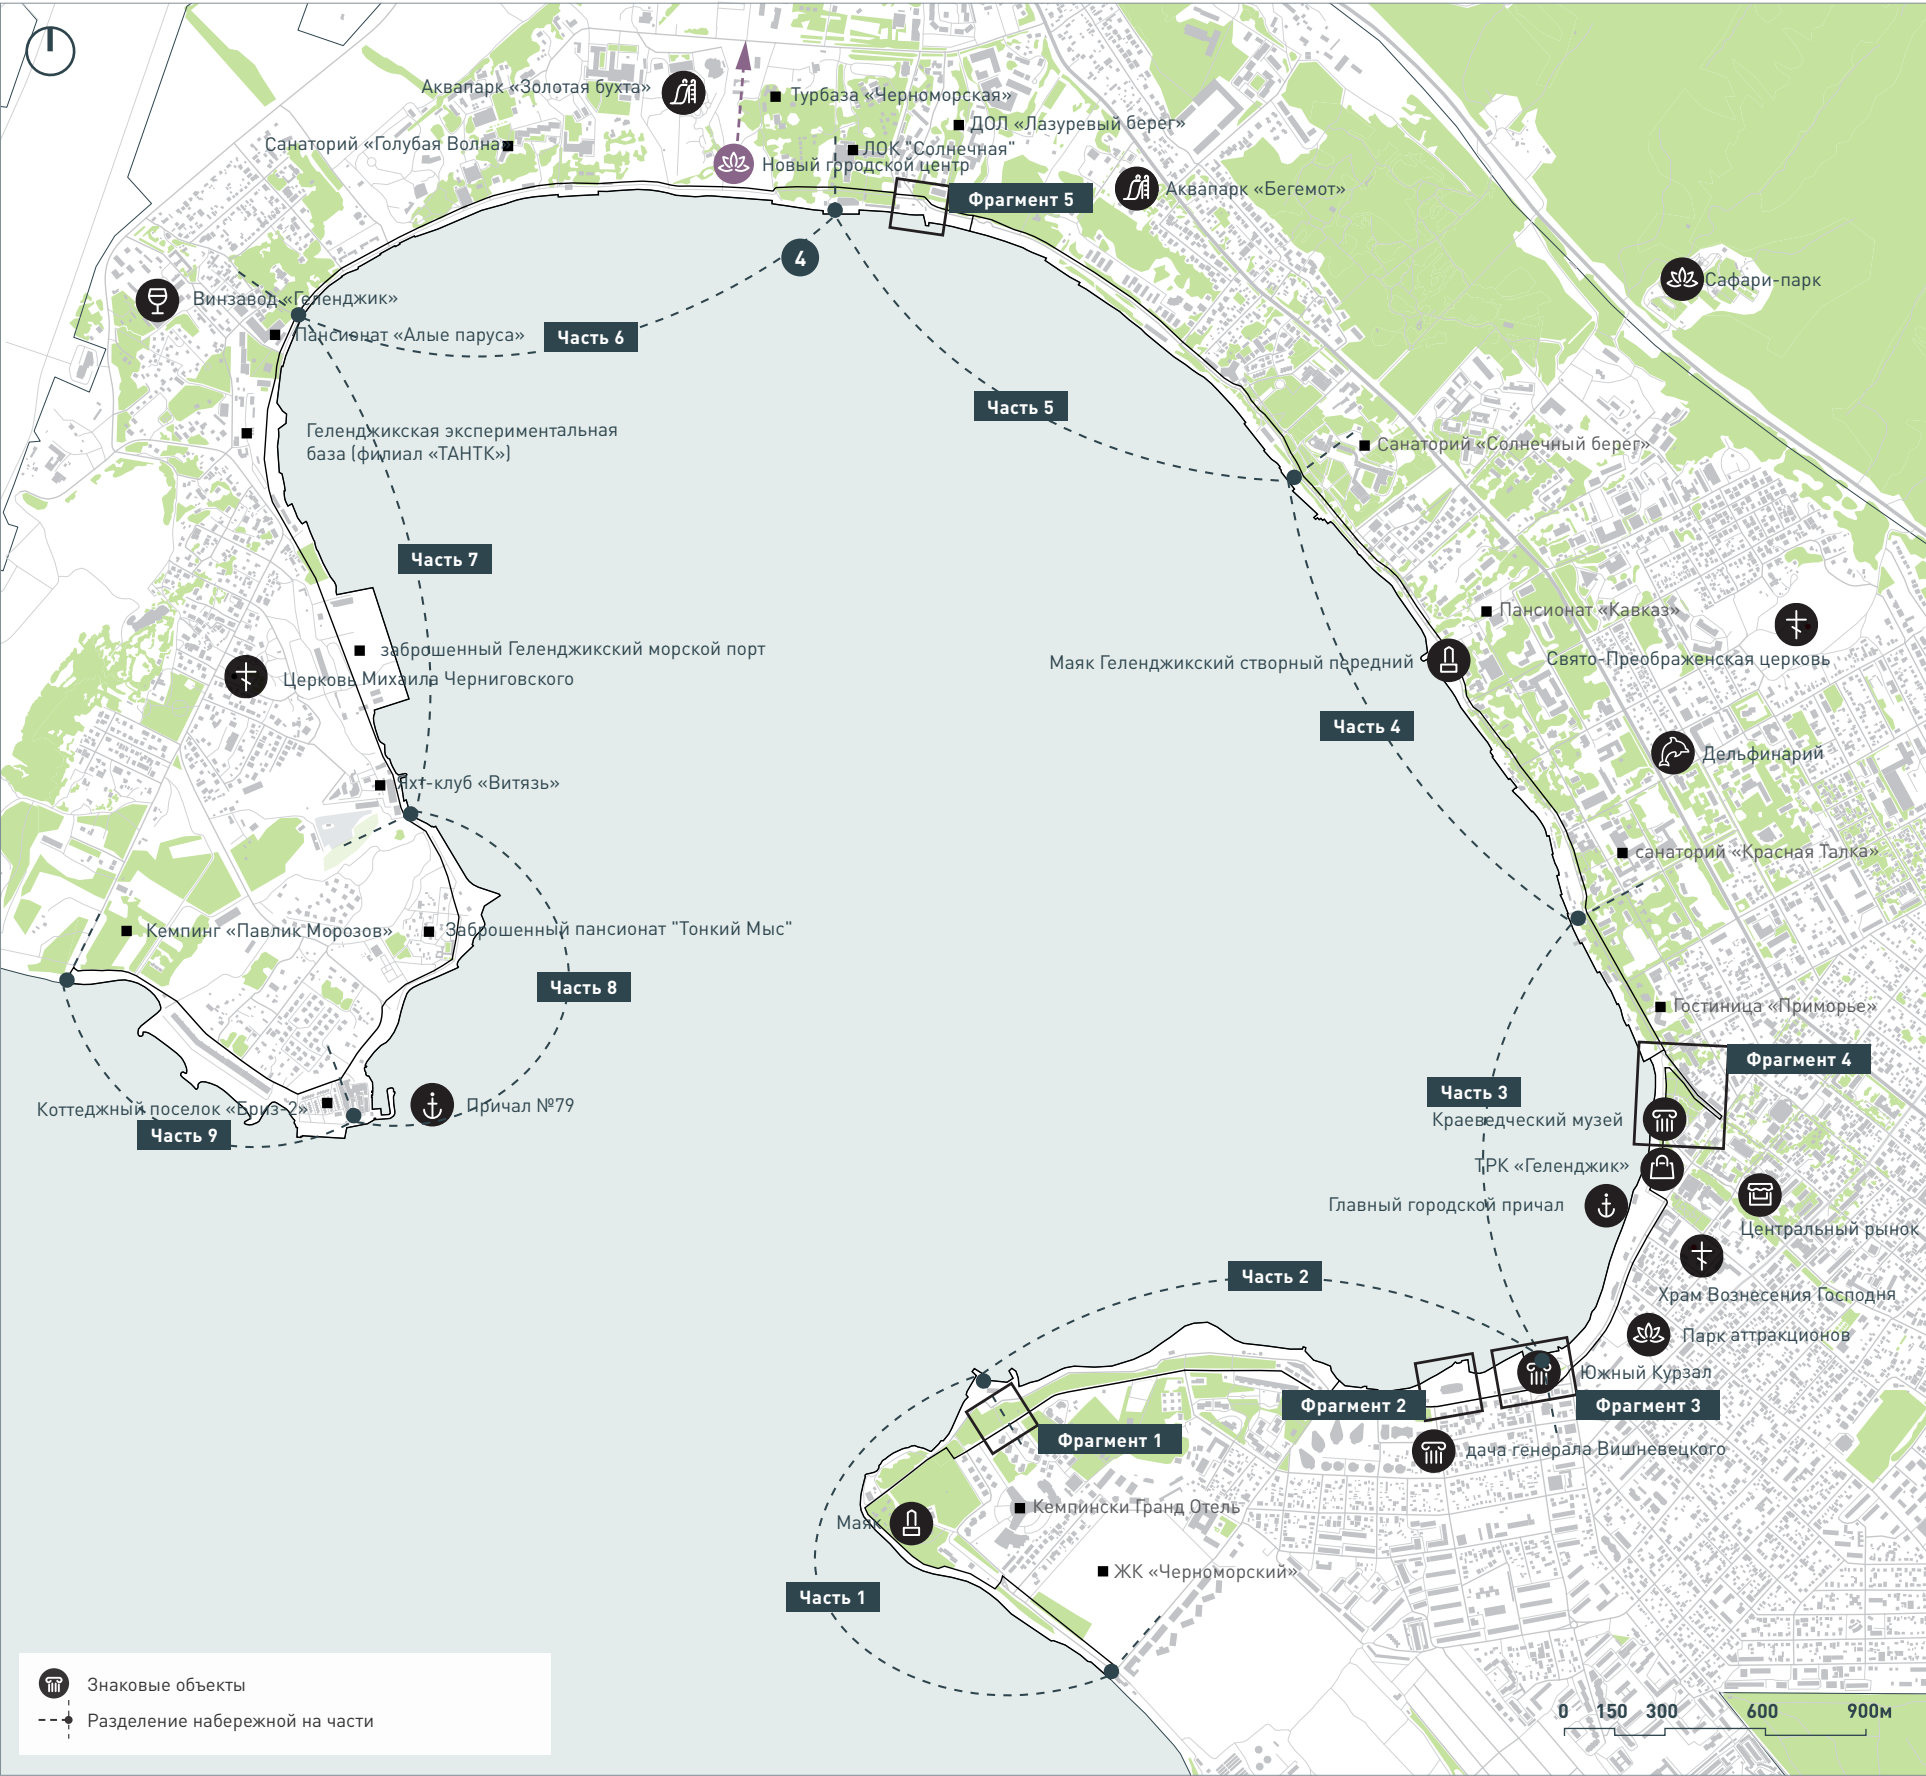 Аквапарк «Золотая бухта»
Турбаза «Черноморская»
ДОЛ «Лазуревый берег»
Санаторий «Голубая Волна»
ЛОК "Солнечная"
Новый городской центр
Фрагмент 5
Аквапарк «Бегемот»
4
Сафари-парк
Винзавод «Геленджик»
Пансионат «Алые паруса»
Часть 6
Часть 5
Геленджикская экспериментальная
база (филиал «ТАНТК»)
Санаторий «Солнечный берег»
Часть 7
Пансионат «Кавказ»
заброшенный Геленджикский морской порт
Маяк Геленджикский створный передний
Свято-Преображенская церковь
Церковь Михаила Черниговского
Часть 4
Дельфинарий
Яхт-клуб «Витязь»
санаторий «Красная Талка»
Кемпинг «Павлик Морозов»
Заброшенный пансионат "Тонкий Мыс"
Часть 8
Гостиница «Приморье»
Фрагмент 4
Часть 3
Коттеджный поселок «Бриз-2»
Причал №79
Краеведческий музей
Часть 9
ТРК «Геленджик»
Главный городской причал
Центральный рынок
Часть 2
Храм Вознесения Господня
Парк аттракционов
Южный Курзал
Фрагмент 2
Фрагмент 3
Фрагмент 1
дача генерала Вишневецкого
Кемпински Гранд Отель
Маяк
ЖК «Черноморский»
Часть 1
Знаковые объекты
Разделение набережной на части
0 150 300 600 900м